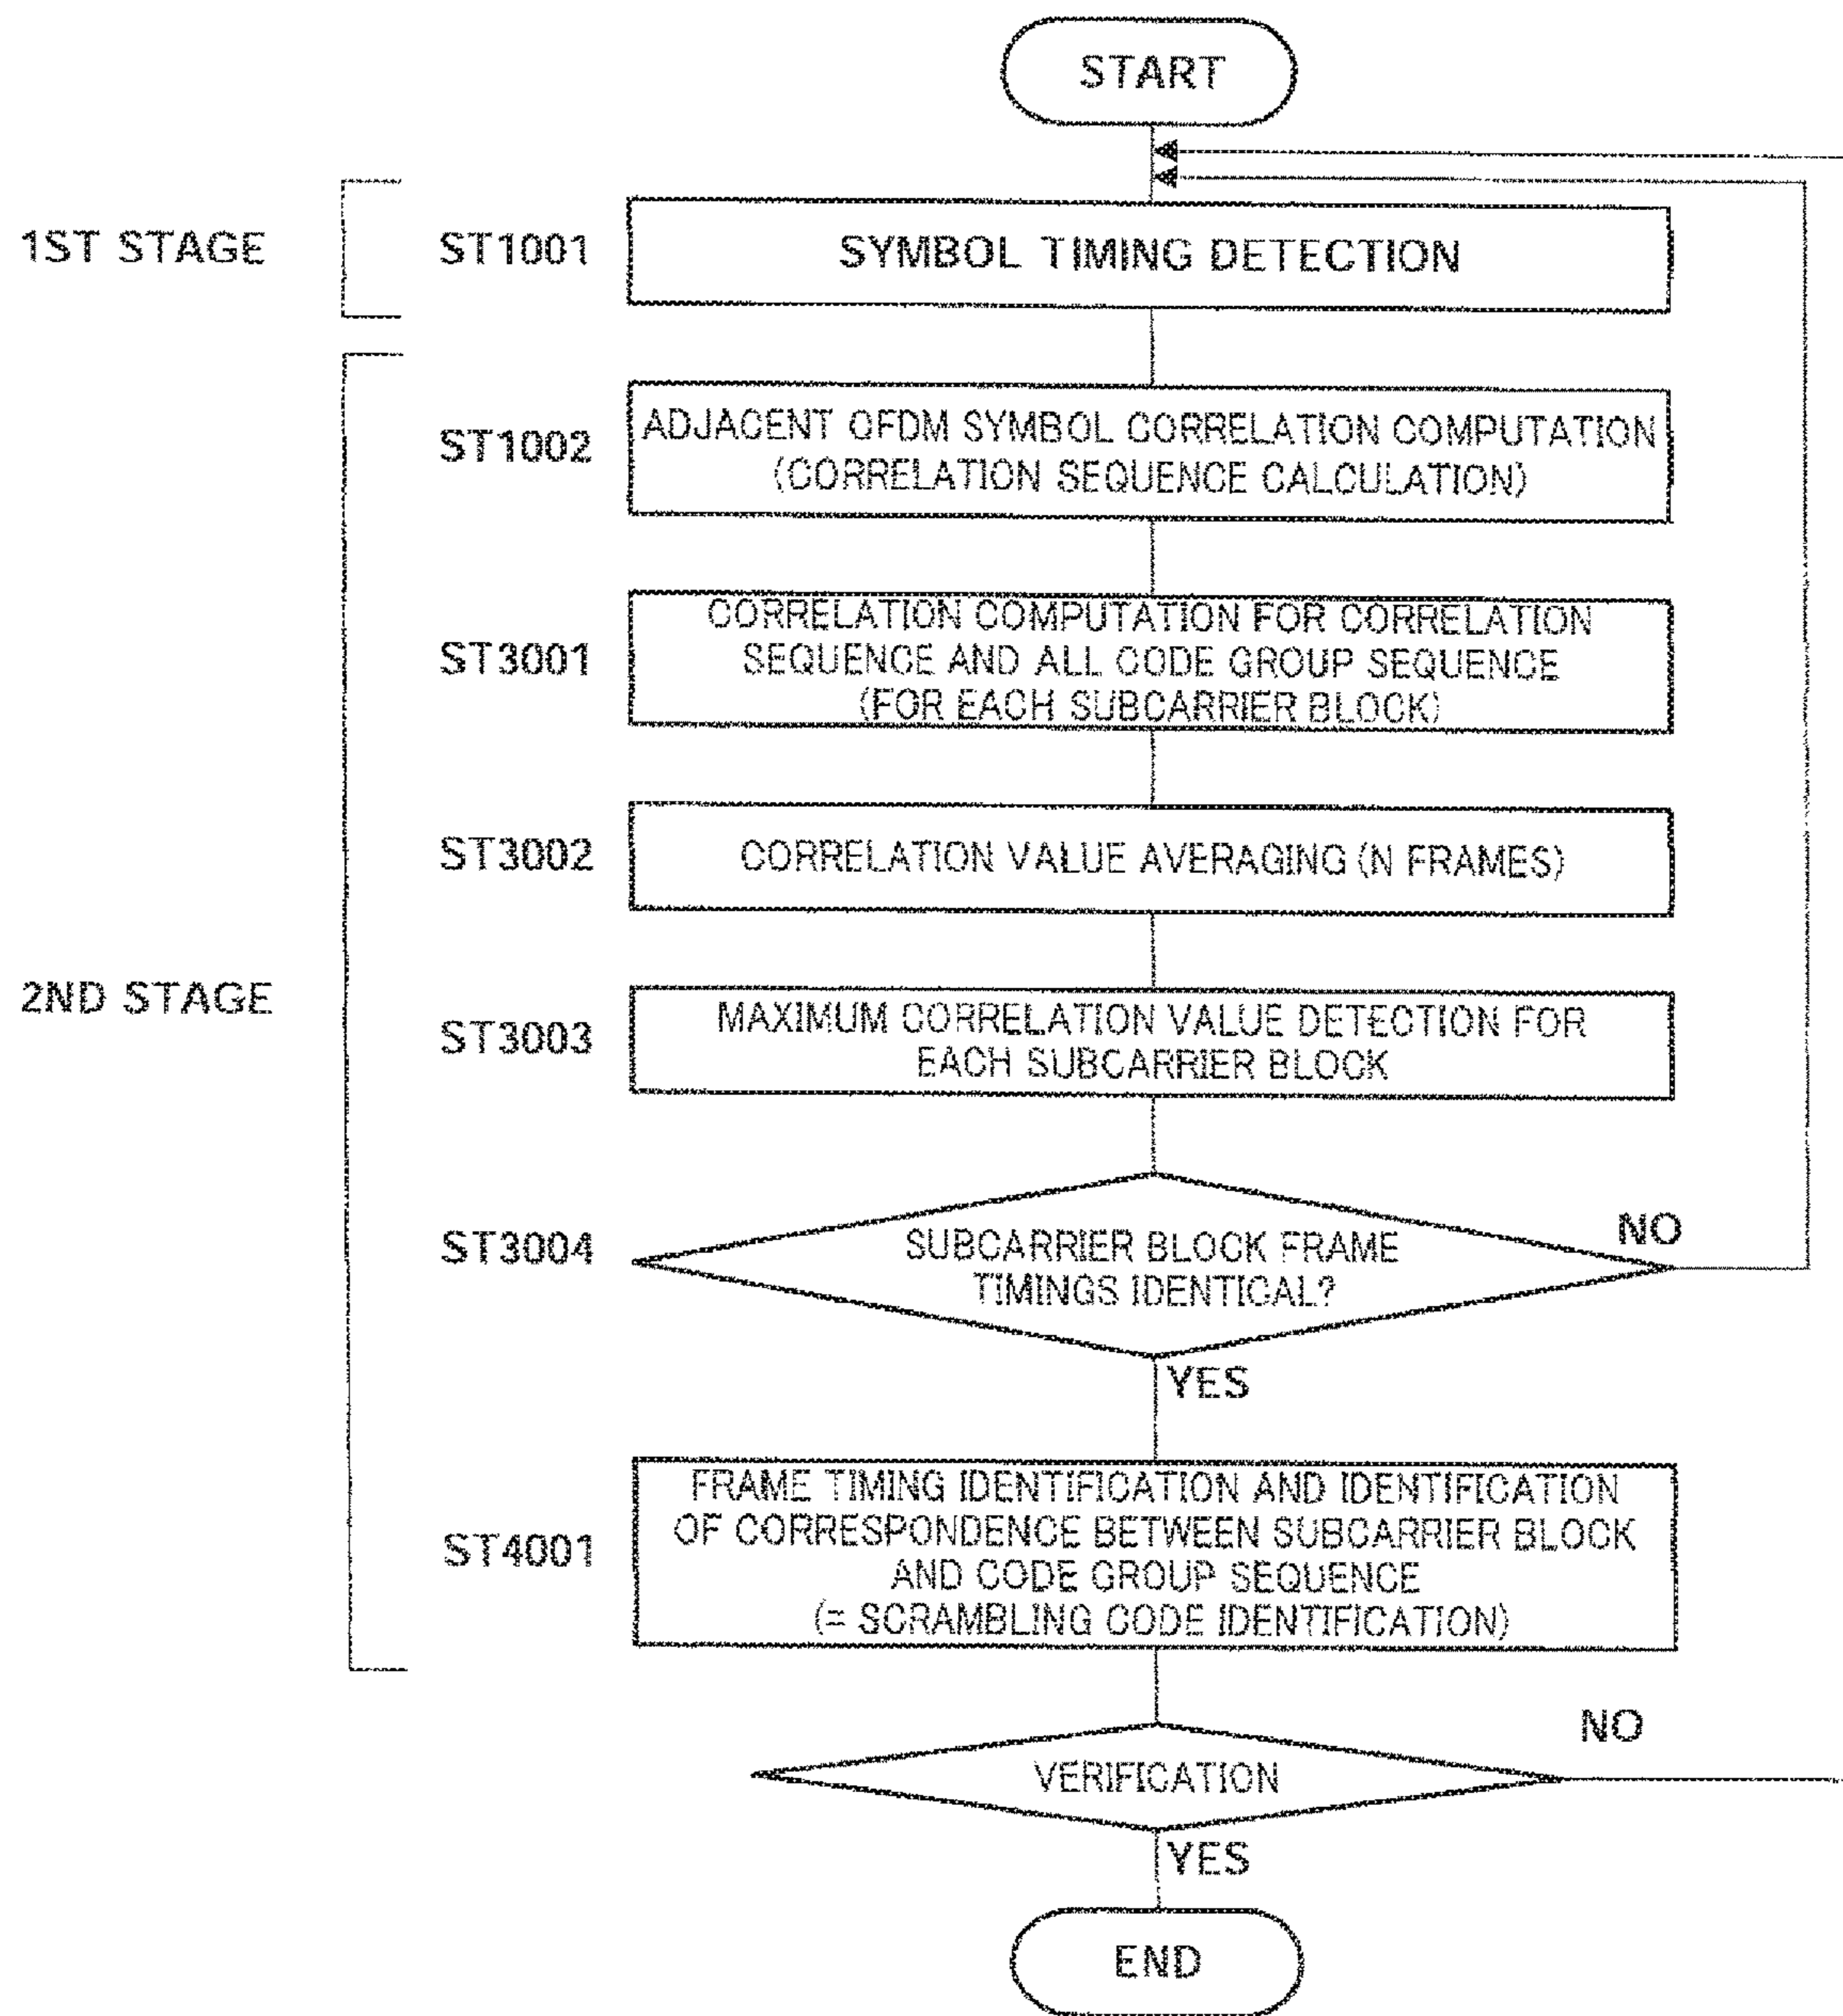 START
1ST STAGE
ST1001
SYMBOL TIMING DETECTION
ST1002
ADJACENT OFDM SYMBOL CORRELATION COMPUTATION
(CORRELATION SEQUENCE CALCULATION)
ST3001
CORRELATION COMPUTATION FOR CORRELATION
SEQUENCE AND ALL CODE GROUP SEQUENCE
(FOR EACH SUBCARRIER BLOCK)
ST3002
CORRELATION VALUE AVERAGING (N FRAMES)
2ND STAGE
ST3003
MAXIMUM CORRELATION VALUE DETECTION FOR
EACH SUBCARRIER BLOCK
ST3004
SUBCARRIER BLOCK FRAME
TIMINGS IDENTICAL?
NO
YES
ST4001
FRAME TIMING IDENTIFICATION AND IDENTIFICATION
OF CORRESPONDENCE BETWEEN SUBCARRIER BLOCK
AND CODE GROUP SEQUENCE
(= SCRAMBLING CODE IDENTIFICATION)
NO
VERIFICATION
YES
END